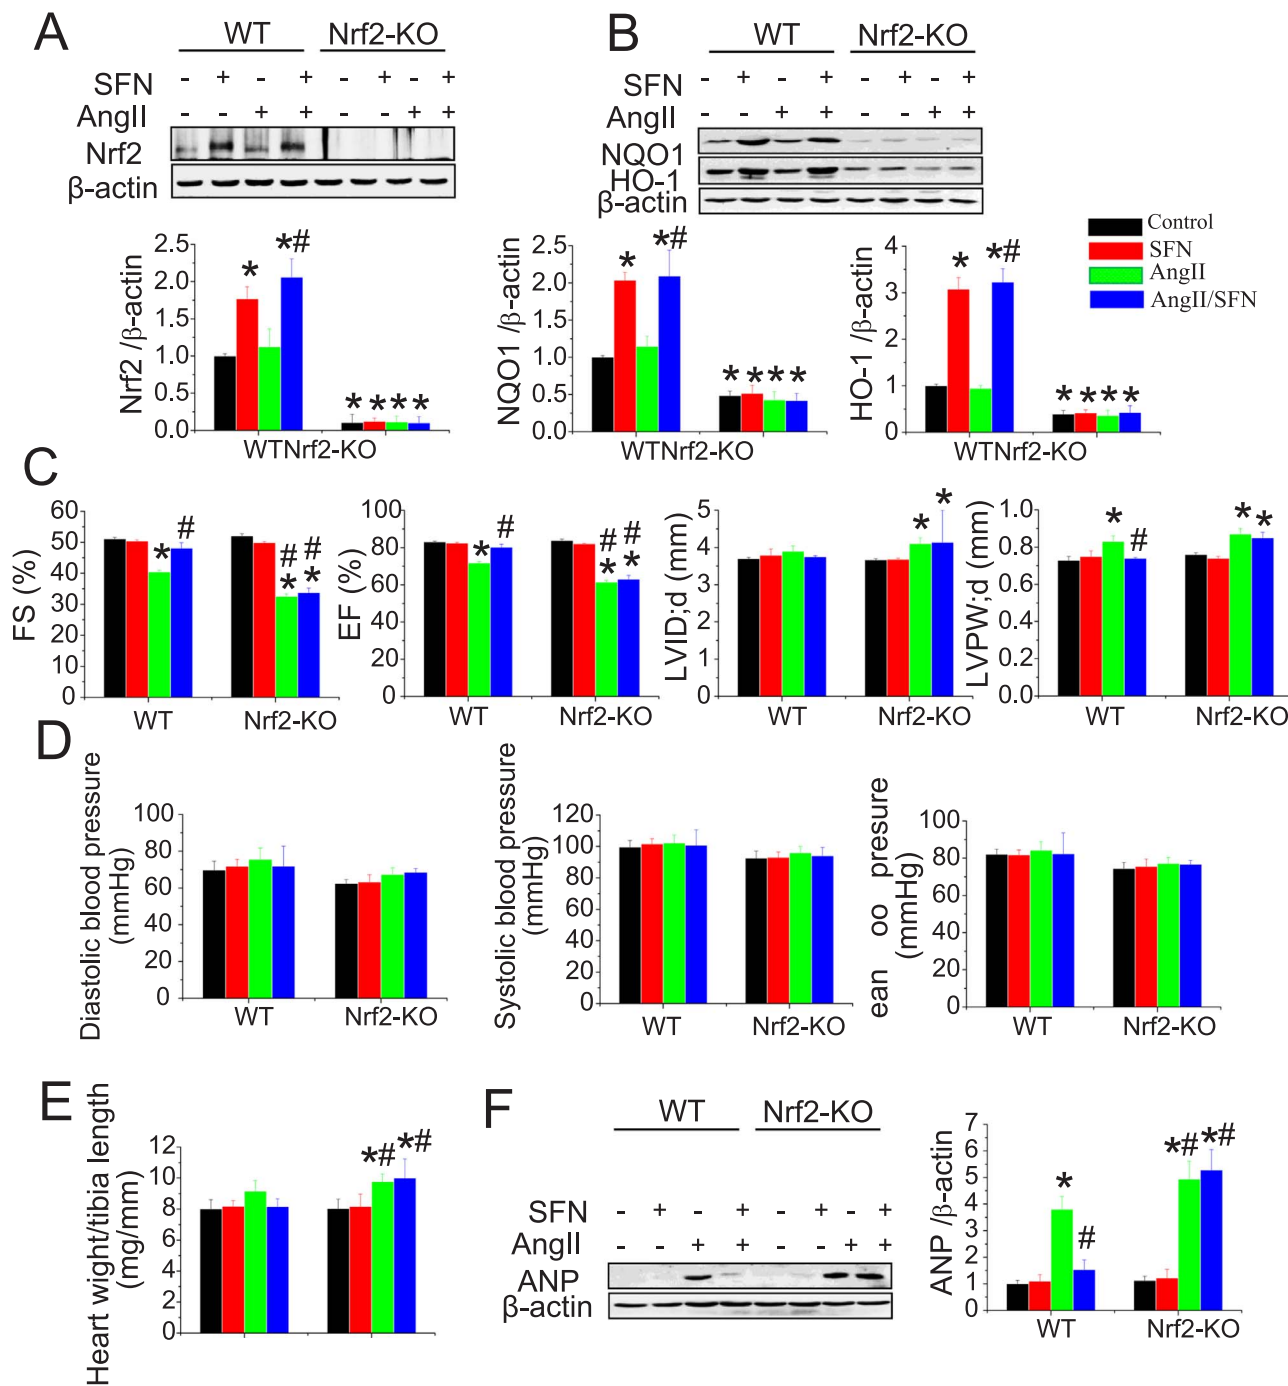 A
WT Nrf2-KO
SFN - + - + - + - +
AngII - - + + - - + +
Nrf2
β-actin
B
WT Nrf2-KO
SFN - + - + - + - +
AngII - - + + - - + +
NQO1
HO-1
β-actin
Nrf2 /β-actin
2.5
2.0
1.5
1.0
0.5
0.0
* *# * * * *
WTNrf2-KO
NQO1 /β-actin
2.5
2.0
1.5
1.0
0.5
0.0
* *# * * * *
WTNrf2-KO
HO-1 /β-actin
4
3
2
1
0
* *# * * * *
WTNrf2-KO
Control
SFN
AngII
AngII/SFN
C
FS (%)
60
50
40
30
20
10
0
* # # # * *
WT Nrf2-KO
EF (%)
100
80
60
40
20
0
* # # # * *
WT Nrf2-KO
LVID;d (mm)
5
4
3
2
1
0
* *
WT Nrf2-KO
LVPW;d (mm)
1.0
0.8
0.6
0.4
0.2
0.0
* # * *
WT Nrf2-KO
D
Diastolic blood pressure
(mmHg)
100
80
60
40
20
0
WT Nrf2-KO
Systolic blood pressure
(mmHg)
120
100
80
60
40
20
0
WT Nrf2-KO
ean oo presure
(mmHg)
100
80
60
40
20
0
WT Nrf2-KO
E
Heart wight/tibia length
(mg/mm)
12
10
8
6
4
2
0
*# *#
F
WT Nrf2-KO
SFN - + - + - + - +
AngII - - + + - - + +
ANP
β-actin
ANP /β-actin
7
6
5
4
3
2
1
0
* # *# *#
WT Nrf2-KO